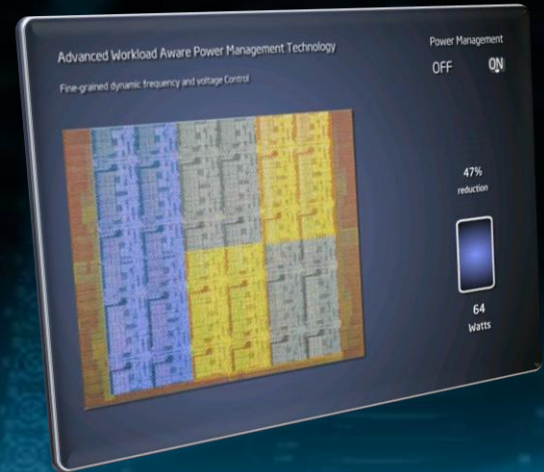 Advanced Workload Aware Power Management Technology
Fine-grained dynamic frequency and voltage Control
Power Management
OFF ON
47%
reduction
64
Watts